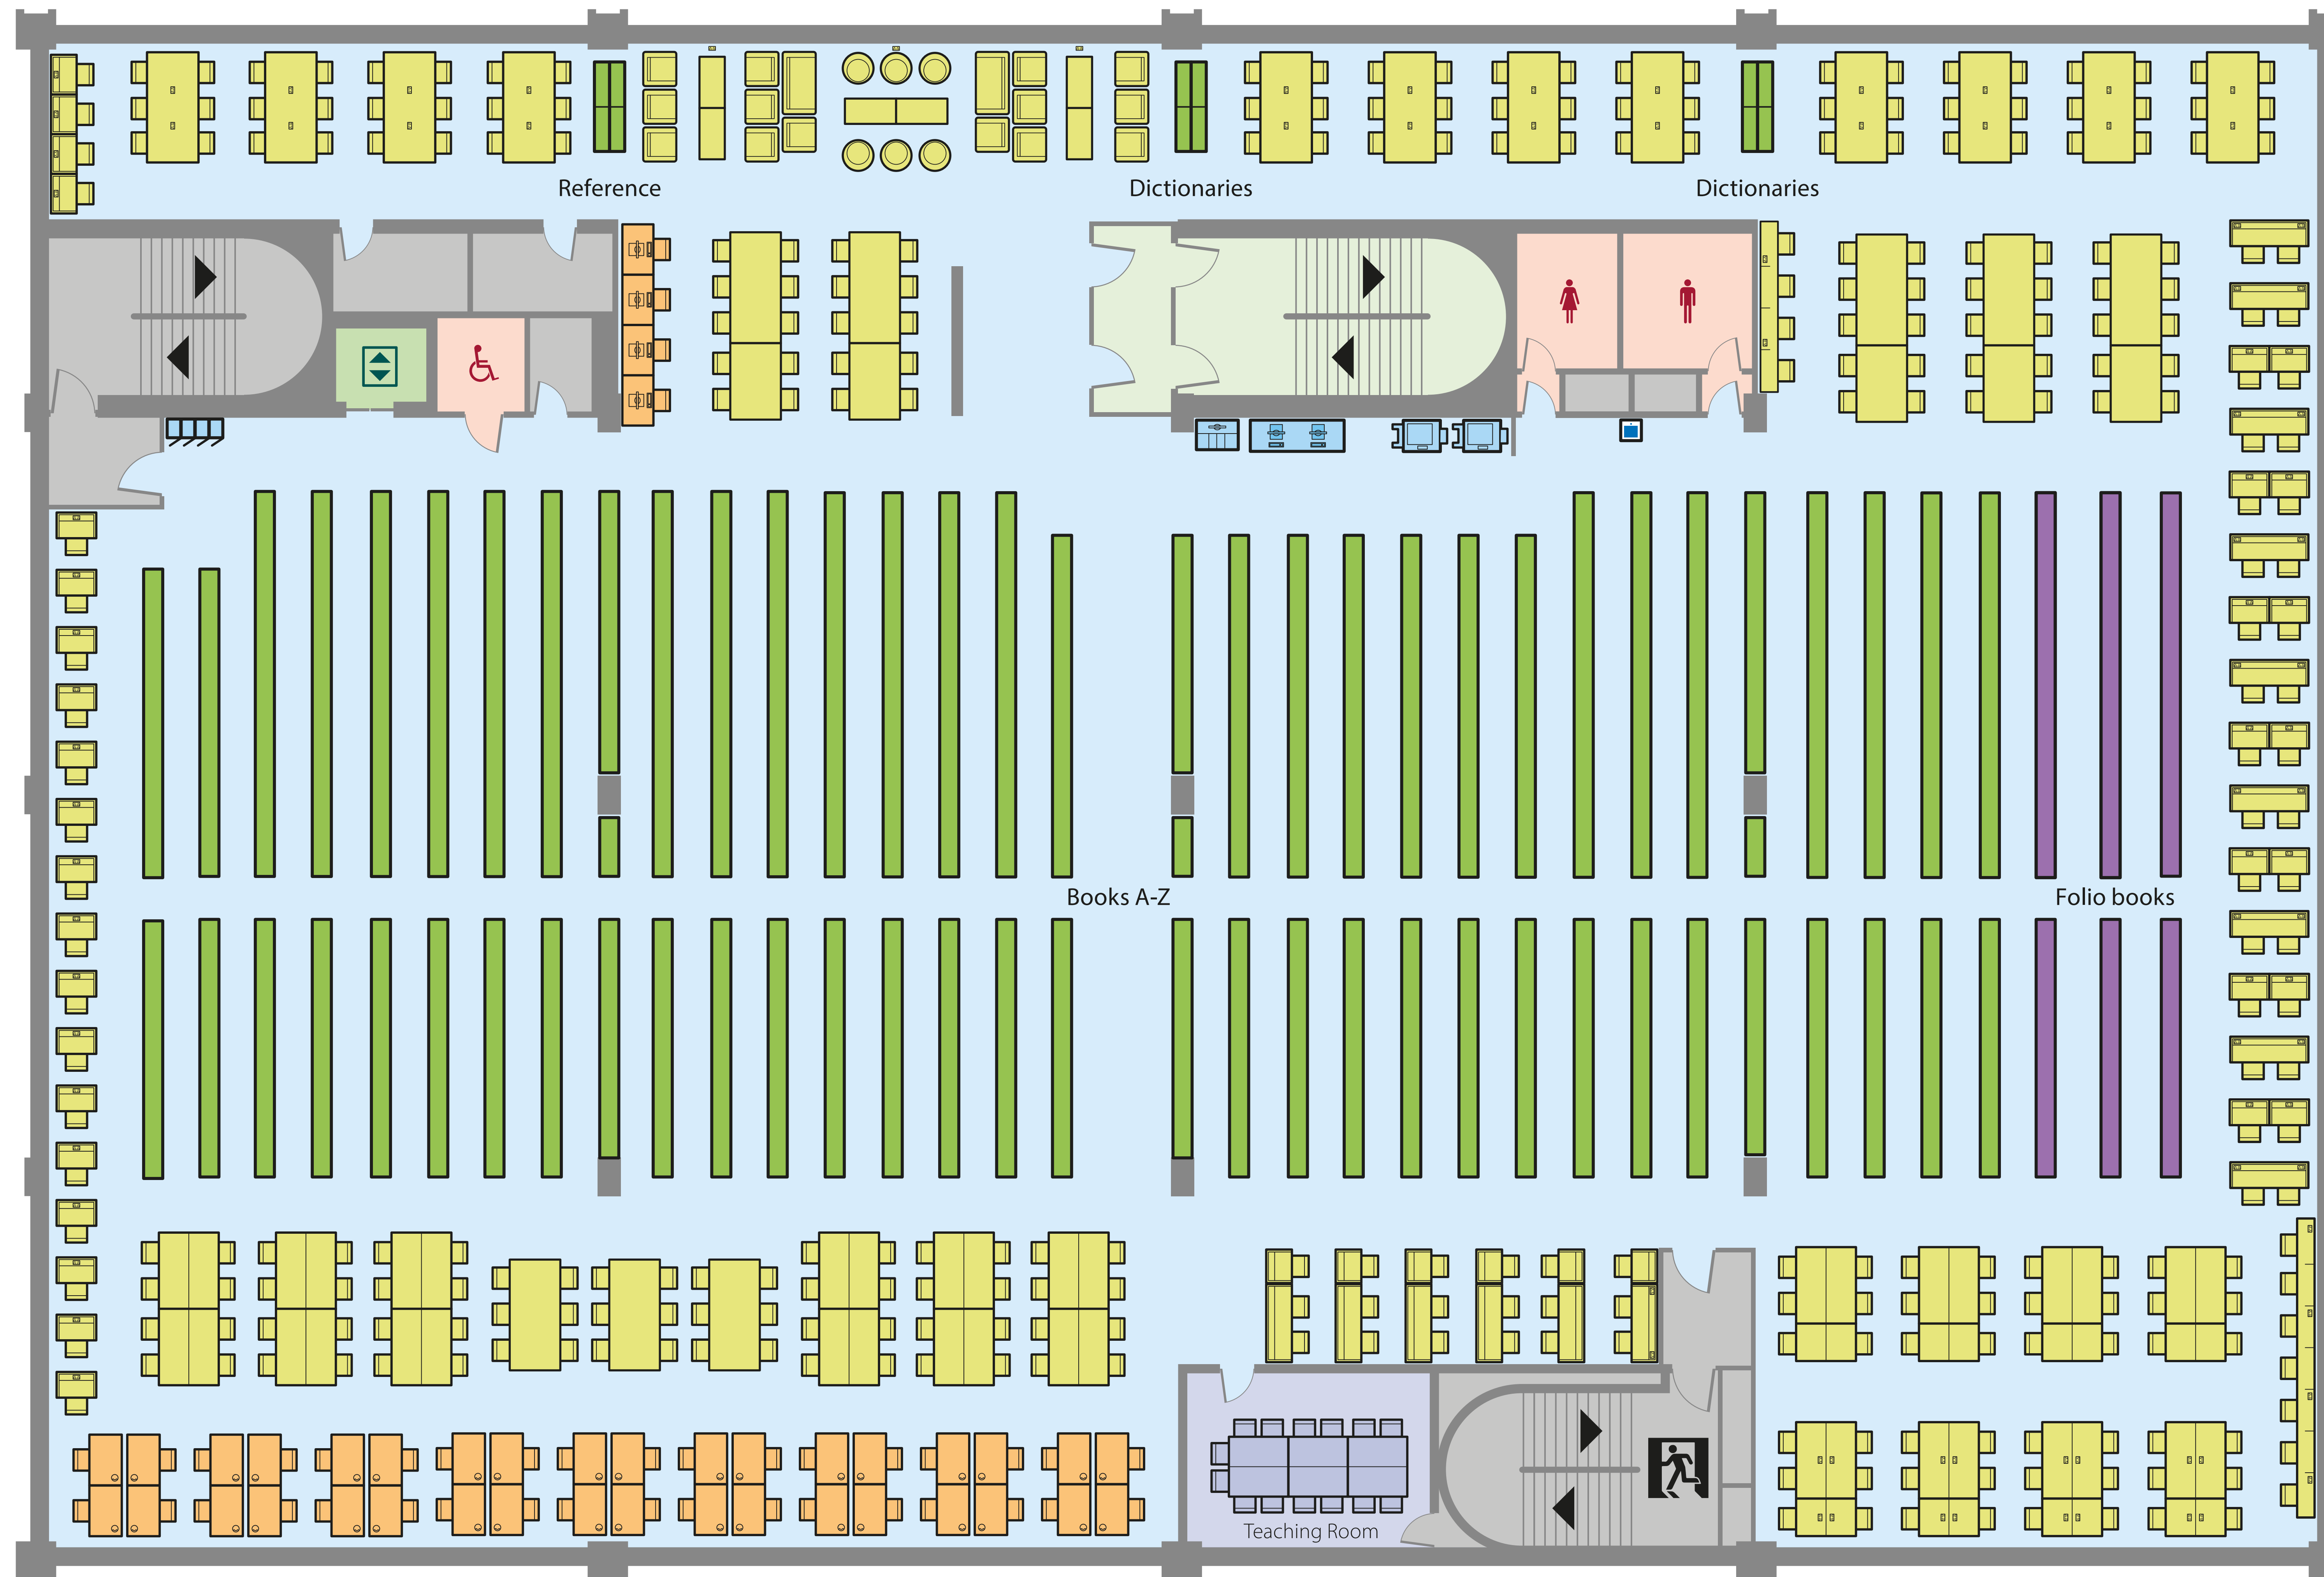 Reference
Dictionaries
Dictionaries
Books A-Z
Folio books
Teaching Room